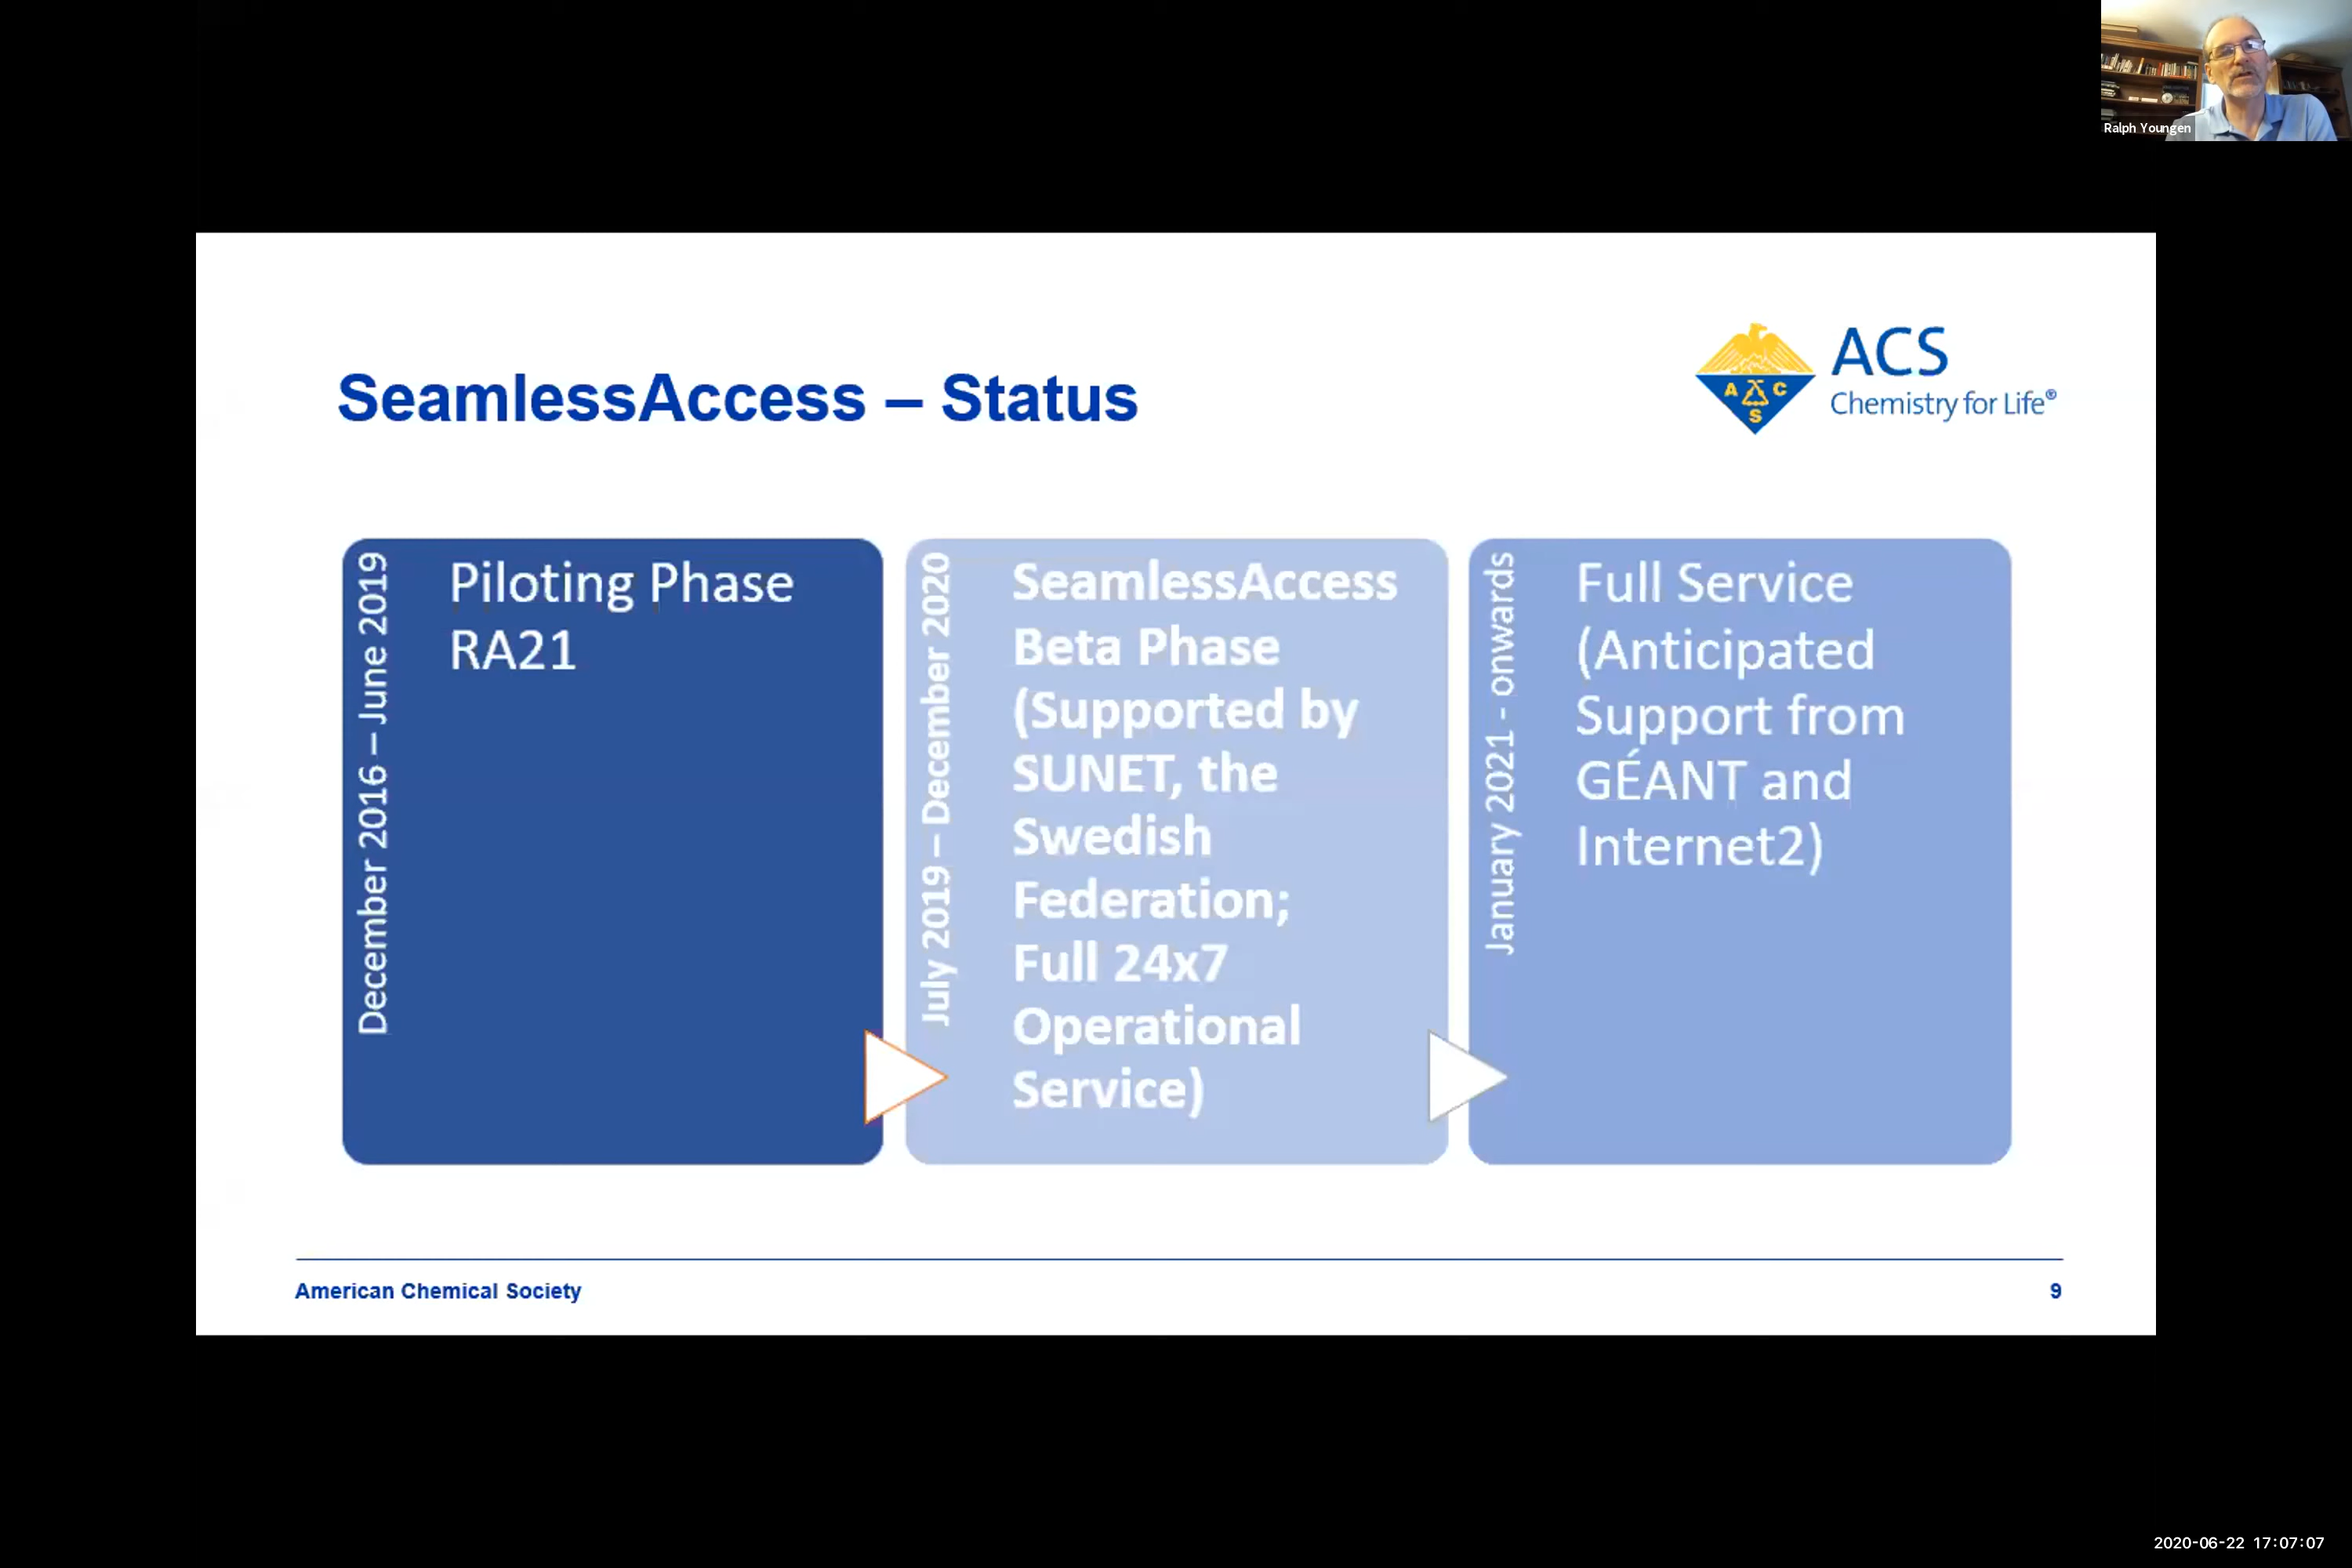 Ralph Youngen
SeamlessAccess – Status
A C S
ACS
Chemistry for Life®
December 2016 – June 2019
Piloting Phase
RA21
July 2019 – December 2020
SeamlessAccess
Beta Phase
(Supported by
SUNET, the
Swedish
Federation;
Full 24x7
Operational
Service)
January 2021 - onwards
Full Service
(Anticipated
Support from
GÉANT and
Internet2)
American Chemical Society
9
2020-06-22 17:07:07